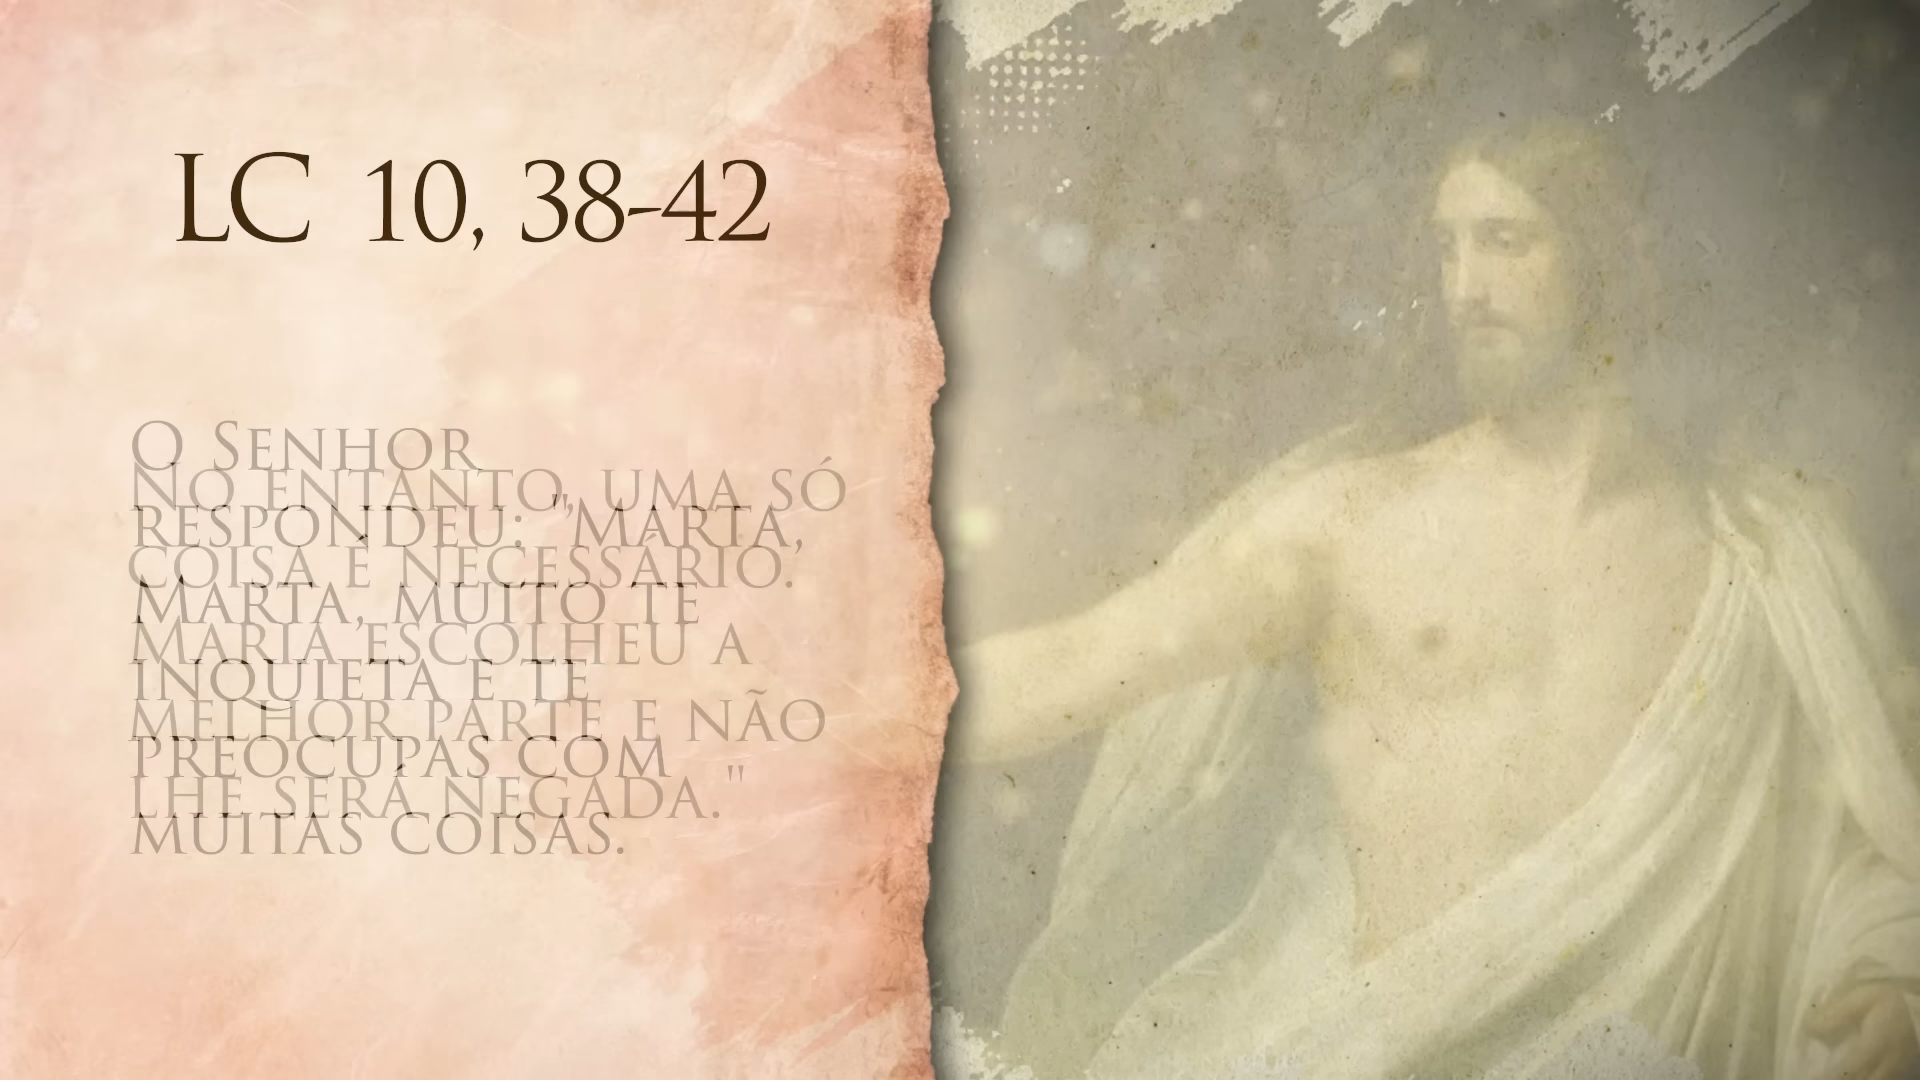 LC 10, 38-42
O SENHOR
RESPONDEU: "MARTA,
MARTA, MUITO TE
INQUIETA E TE
PREOCUPAS COM
MUITAS COISAS.
NO ENTANTO, UMA SÓ
COISA É NECESSÁRIO.
MARIA ESCOLHEU A
MELHOR PARTE E NÃO
LHE SERÁ NEGADA."